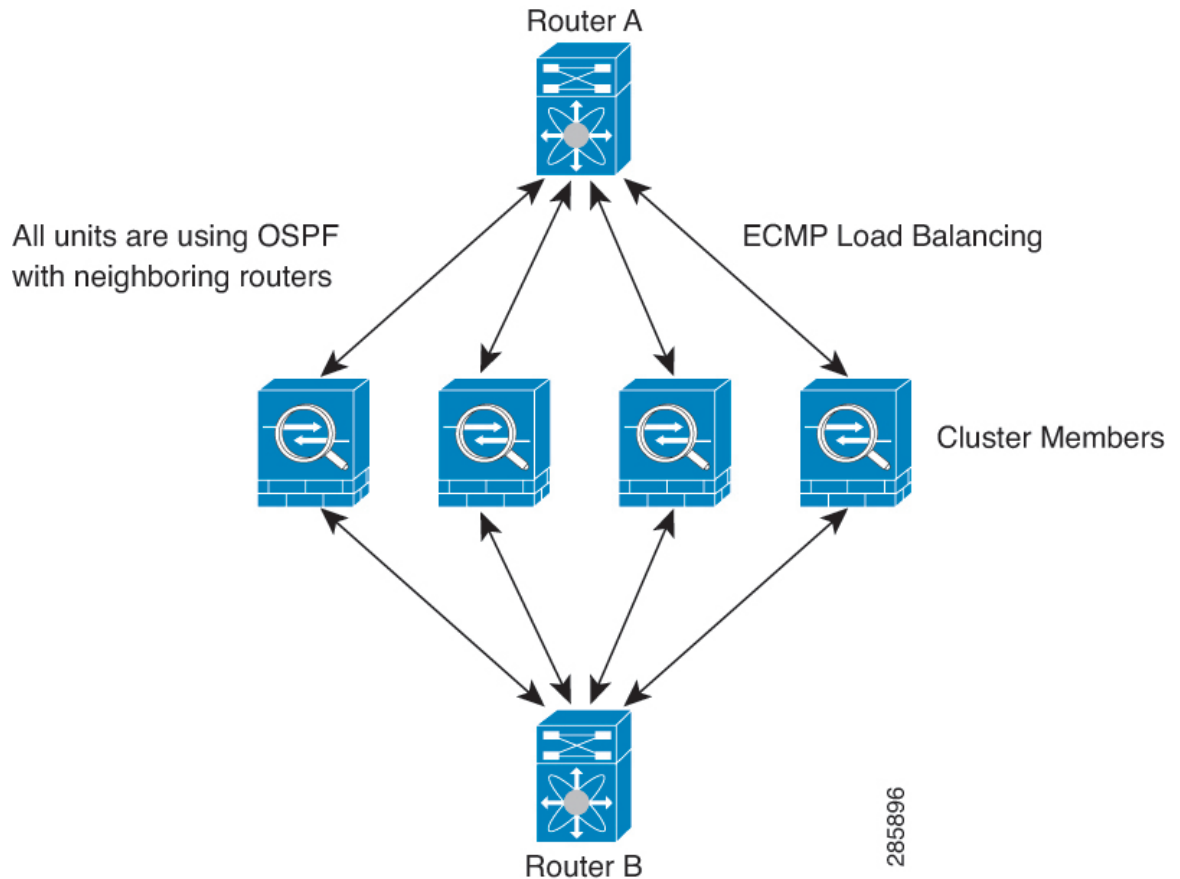 Router A
All units are using OSPF
with neighboring routers
ECMP Load Balancing
Cluster Members
285896
Router B